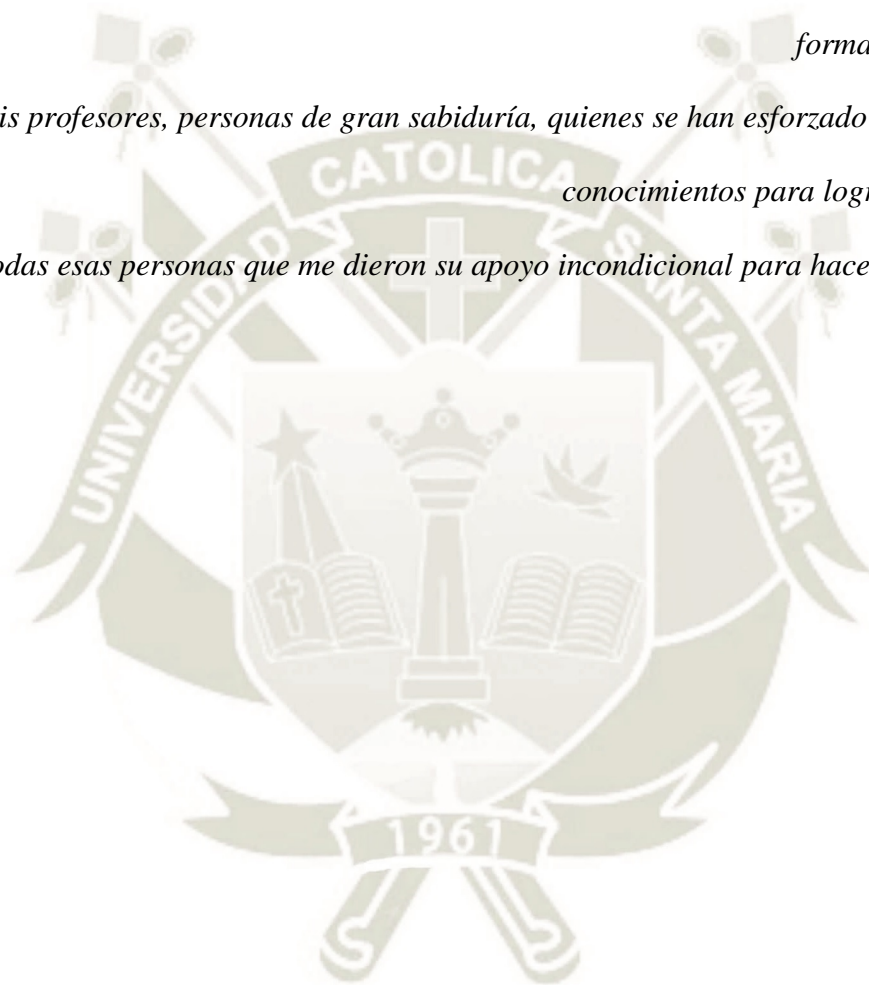 forma
is profesores, personas de gran sabiduría, quienes se han esforzado
conocimientos para logr
odas esas personas que me dieron su apoyo incondicional para hace
UNIVERSIDAD CATOLICA SANTA MARIA
1961